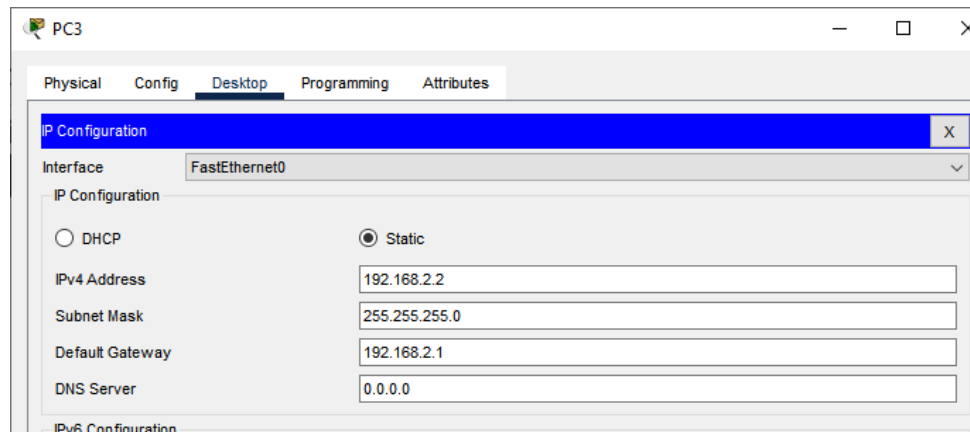 PC3
Physical Config Desktop Programming Attributes
IP Configuration X
Interface FastEthernet0
IP Configuration
DHCP Static
IPv4 Address 192.168.2.2
Subnet Mask 255.255.255.0
Default Gateway 192.168.2.1
DNS Server 0.0.0.0
IPv6 Configuration